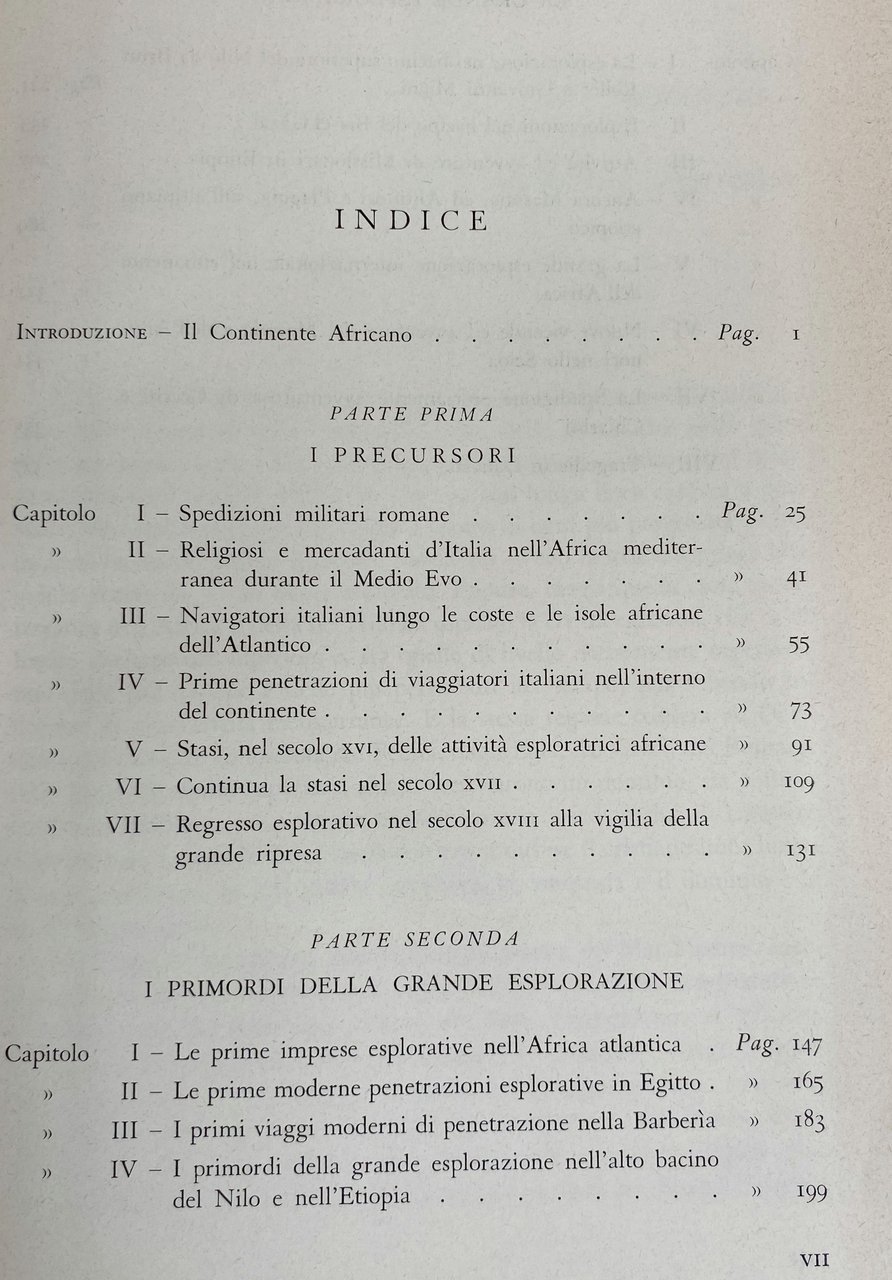 INDICE
INTRODUZIONE – Il Continente Africano . . . . . . . Pag. 1
PARTE PRIMA
I PRECURSORI
Capitolo I – Spedizioni militari romane . . . . . . . Pag. 25
» II – Religiosi e mercadanti d'Italia nell'Africa mediter-
ranea durante il Medio Evo . . . . . . . » 41
» III – Navigatori italiani lungo le coste e le isole africane
dell'Atlantico . . . . . . . . . . . » 55
» IV – Prime penetrazioni di viaggiatori italiani nell'interno
del continente . . . . . . . . . . . » 73
» V – Stasi, nel secolo XVI, delle attività esploratrici africane » 91
» VI – Continua la stasi nel secolo XVII . . . . . . » 109
» VII – Regresso esplorativo nel secolo XVIII alla vigilia della
grande ripresa . . . . . . . . . . » 131
PARTE SECONDA
I PRIMORDI DELLA GRANDE ESPLORAZIONE
Capitolo I – Le prime imprese esplorative nell'Africa atlantica . Pag. 147
» II – Le prime moderne penetrazioni esplorative in Egitto . » 165
» III – I primi viaggi moderni di penetrazione nella Barberìa » 183
» IV – I primordi della grande esplorazione nell'alto bacino
del Nilo e nell'Etiopia . . . . . . . . » 199
VII